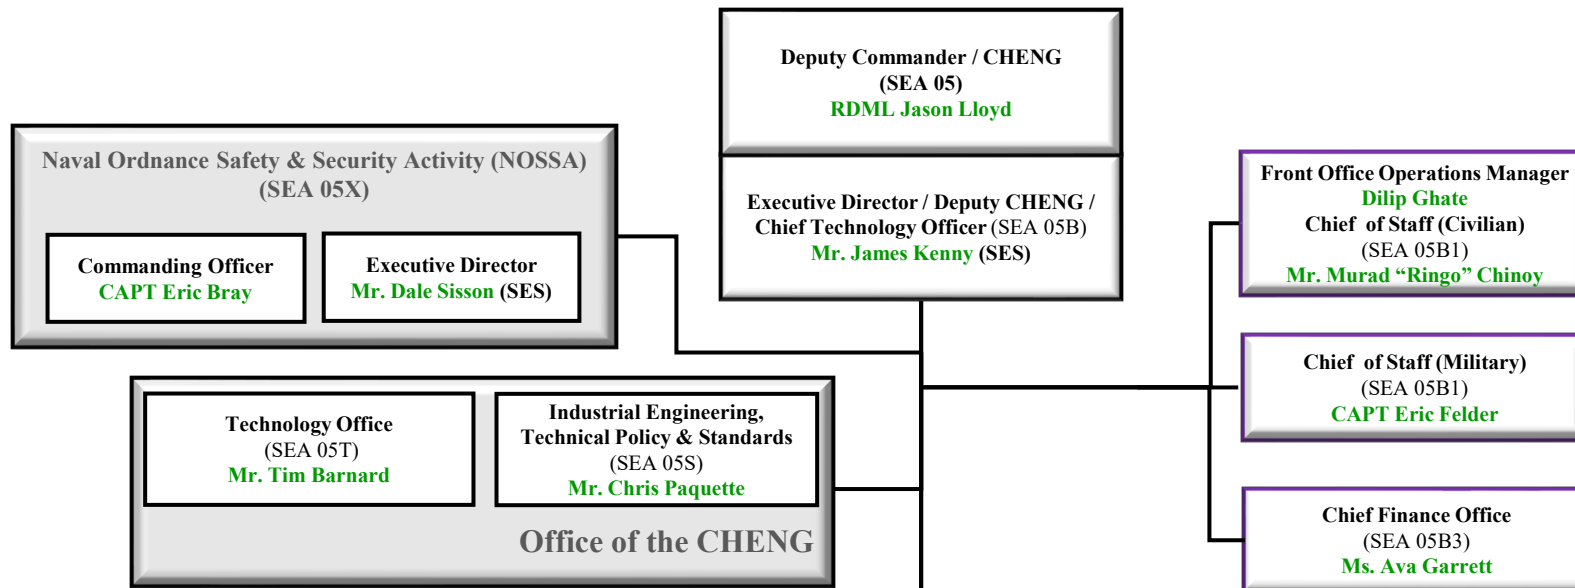 Deputy Commander / CHENG
(SEA 05)
RDML Jason Lloyd
Executive Director / Deputy CHENG /
Chief Technology Officer (SEA 05B)
Mr. James Kenny (SES)
Naval Ordnance Safety & Security Activity (NOSSA)
(SEA 05X)
Commanding Officer
CAPT Eric Bray
Executive Director
Mr. Dale Sisson (SES)
Technology Office
(SEA 05T)
Mr. Tim Barnard
Industrial Engineering,
Technical Policy & Standards
(SEA 05S)
Mr. Chris Paquette
Office of the CHENG
Front Office Operations Manager
Dilip Ghate
Chief of Staff (Civilian)
(SEA 05B1)
Mr. Murad “Ringo” Chinoy
Chief of Staff (Military)
(SEA 05B1)
CAPT Eric Felder
Chief Finance Office
(SEA 05B3)
Ms. Ava Garrett